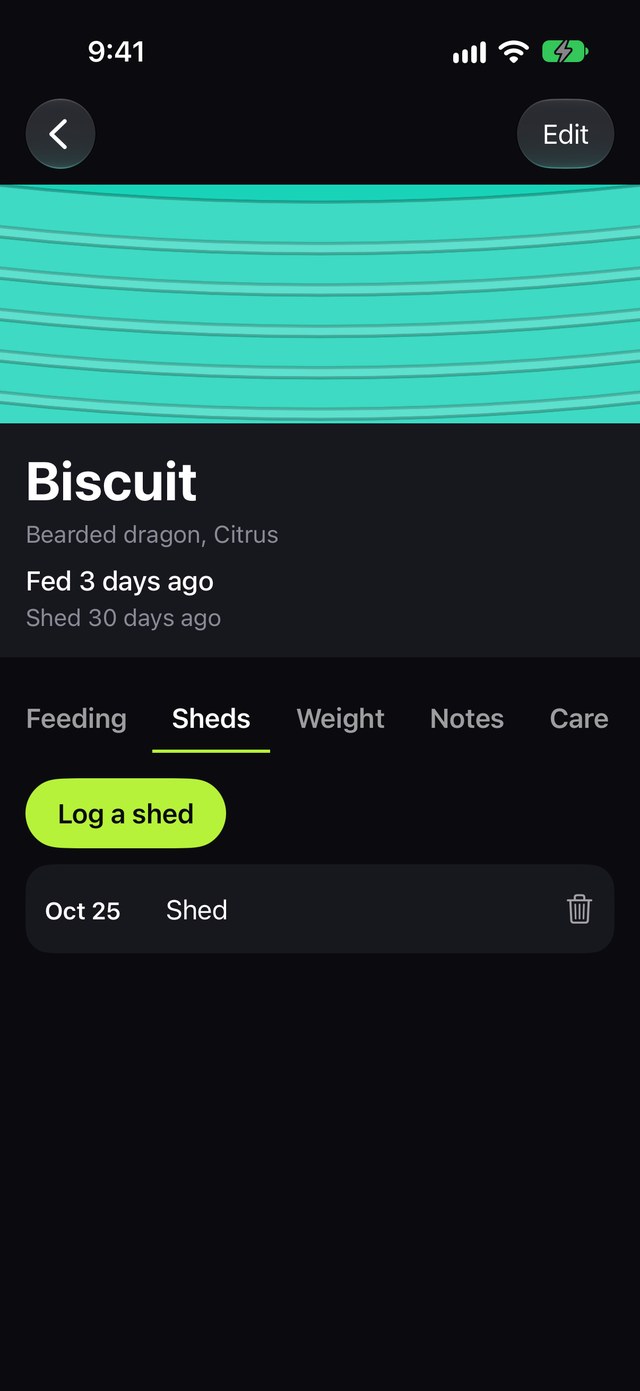 9:41
Edit
Biscuit
Bearded dragon, Citrus
Fed 3 days ago
Shed 30 days ago
Feeding Sheds Weight Notes Care
Log a shed
Oct 25 Shed